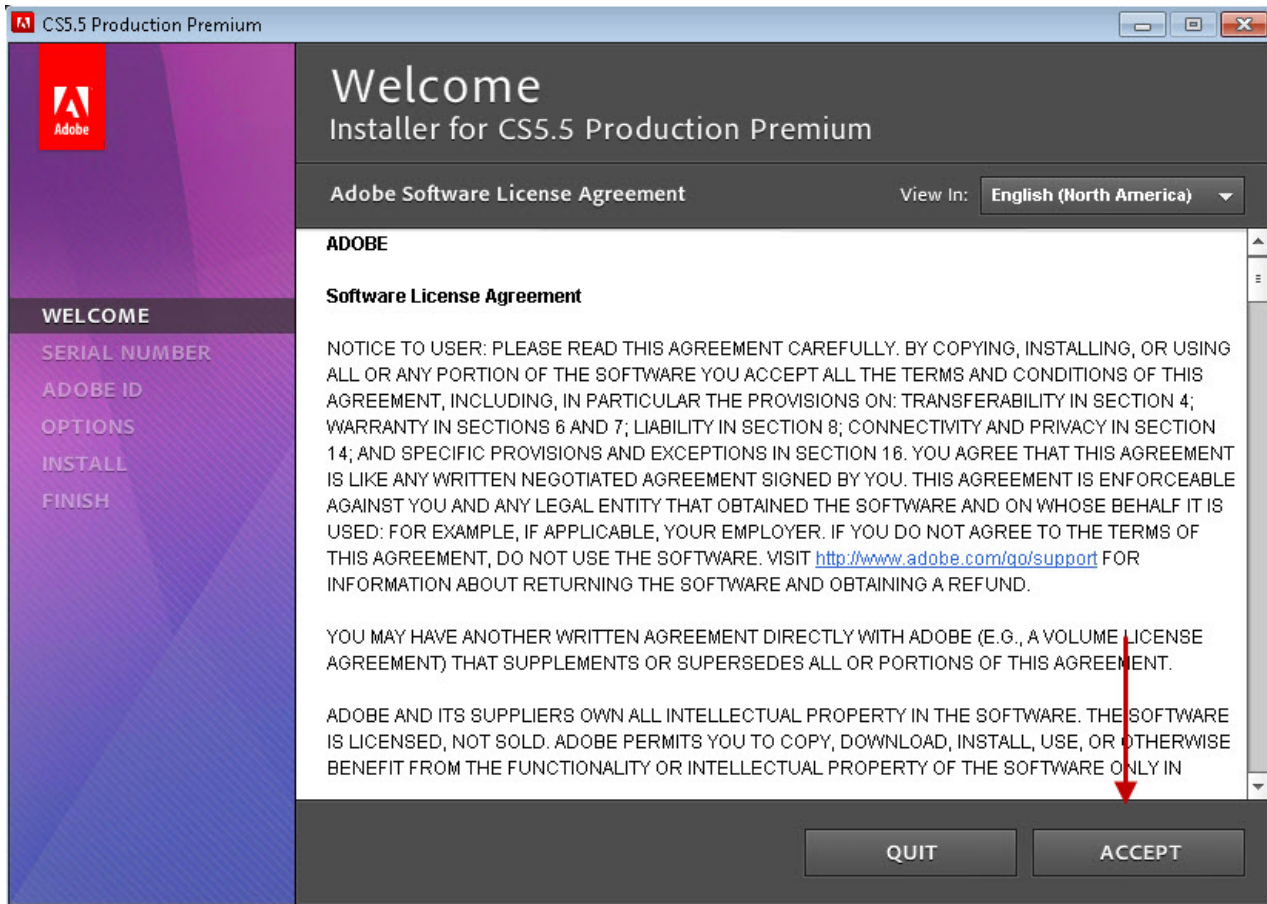 CS5.5 Production Premium
Adobe
Welcome
Installer for CS5.5 Production Premium
Adobe Software License Agreement
View In: English (North America)
WELCOME
SERIAL NUMBER
ADOBE ID
OPTIONS
INSTALL
FINISH
ADOBE
Software License Agreement
NOTICE TO USER: PLEASE READ THIS AGREEMENT CAREFULLY. BY COPYING, INSTALLING, OR USING
ALL OR ANY PORTION OF THE SOFTWARE YOU ACCEPT ALL THE TERMS AND CONDITIONS OF THIS
AGREEMENT, INCLUDING, IN PARTICULAR THE PROVISIONS ON: TRANSFERABILITY IN SECTION 4;
WARRANTY IN SECTIONS 6 AND 7; LIABILITY IN SECTION 8; CONNECTIVITY AND PRIVACY IN SECTION
14; AND SPECIFIC PROVISIONS AND EXCEPTIONS IN SECTION 16. YOU AGREE THAT THIS AGREEMENT
IS LIKE ANY WRITTEN NEGOTIATED AGREEMENT SIGNED BY YOU. THIS AGREEMENT IS ENFORCEABLE
AGAINST YOU AND ANY LEGAL ENTITY THAT OBTAINED THE SOFTWARE AND ON WHOSE BEHALF IT IS
USED: FOR EXAMPLE, IF APPLICABLE, YOUR EMPLOYER. IF YOU DO NOT AGREE TO THE TERMS OF
THIS AGREEMENT, DO NOT USE THE SOFTWARE. VISIT http://www.adobe.com/go/support FOR
INFORMATION ABOUT RETURNING THE SOFTWARE AND OBTAINING A REFUND.
YOU MAY HAVE ANOTHER WRITTEN AGREEMENT DIRECTLY WITH ADOBE (E.G., A VOLUME LICENSE
AGREEMENT) THAT SUPPLEMENTS OR SUPERSEDES ALL OR PORTIONS OF THIS AGREEMENT.
ADOBE AND ITS SUPPLIERS OWN ALL INTELLECTUAL PROPERTY IN THE SOFTWARE. THE SOFTWARE
IS LICENSED, NOT SOLD. ADOBE PERMITS YOU TO COPY, DOWNLOAD, INSTALL, USE, OR OTHERWISE
BENEFIT FROM THE FUNCTIONALITY OR INTELLECTUAL PROPERTY OF THE SOFTWARE ONLY IN
QUIT
ACCEPT